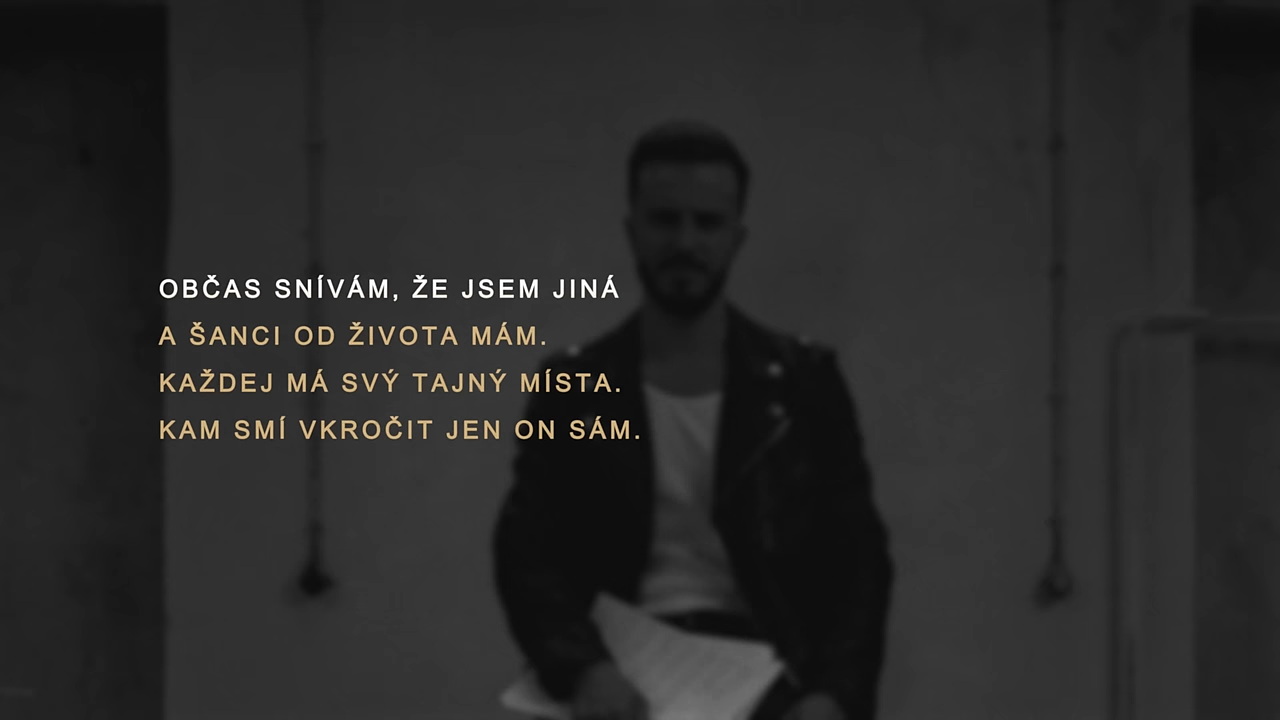 OBČAS SNÍVÁM, ŽE JSEM JINÁ
A ŠANCI OD ŽIVOTA MÁM.
KAŽDEJ MÁ SVÝ TAJNÝ MÍSTA.
KAM SMÍ VKROČIT JEN ON SÁM.